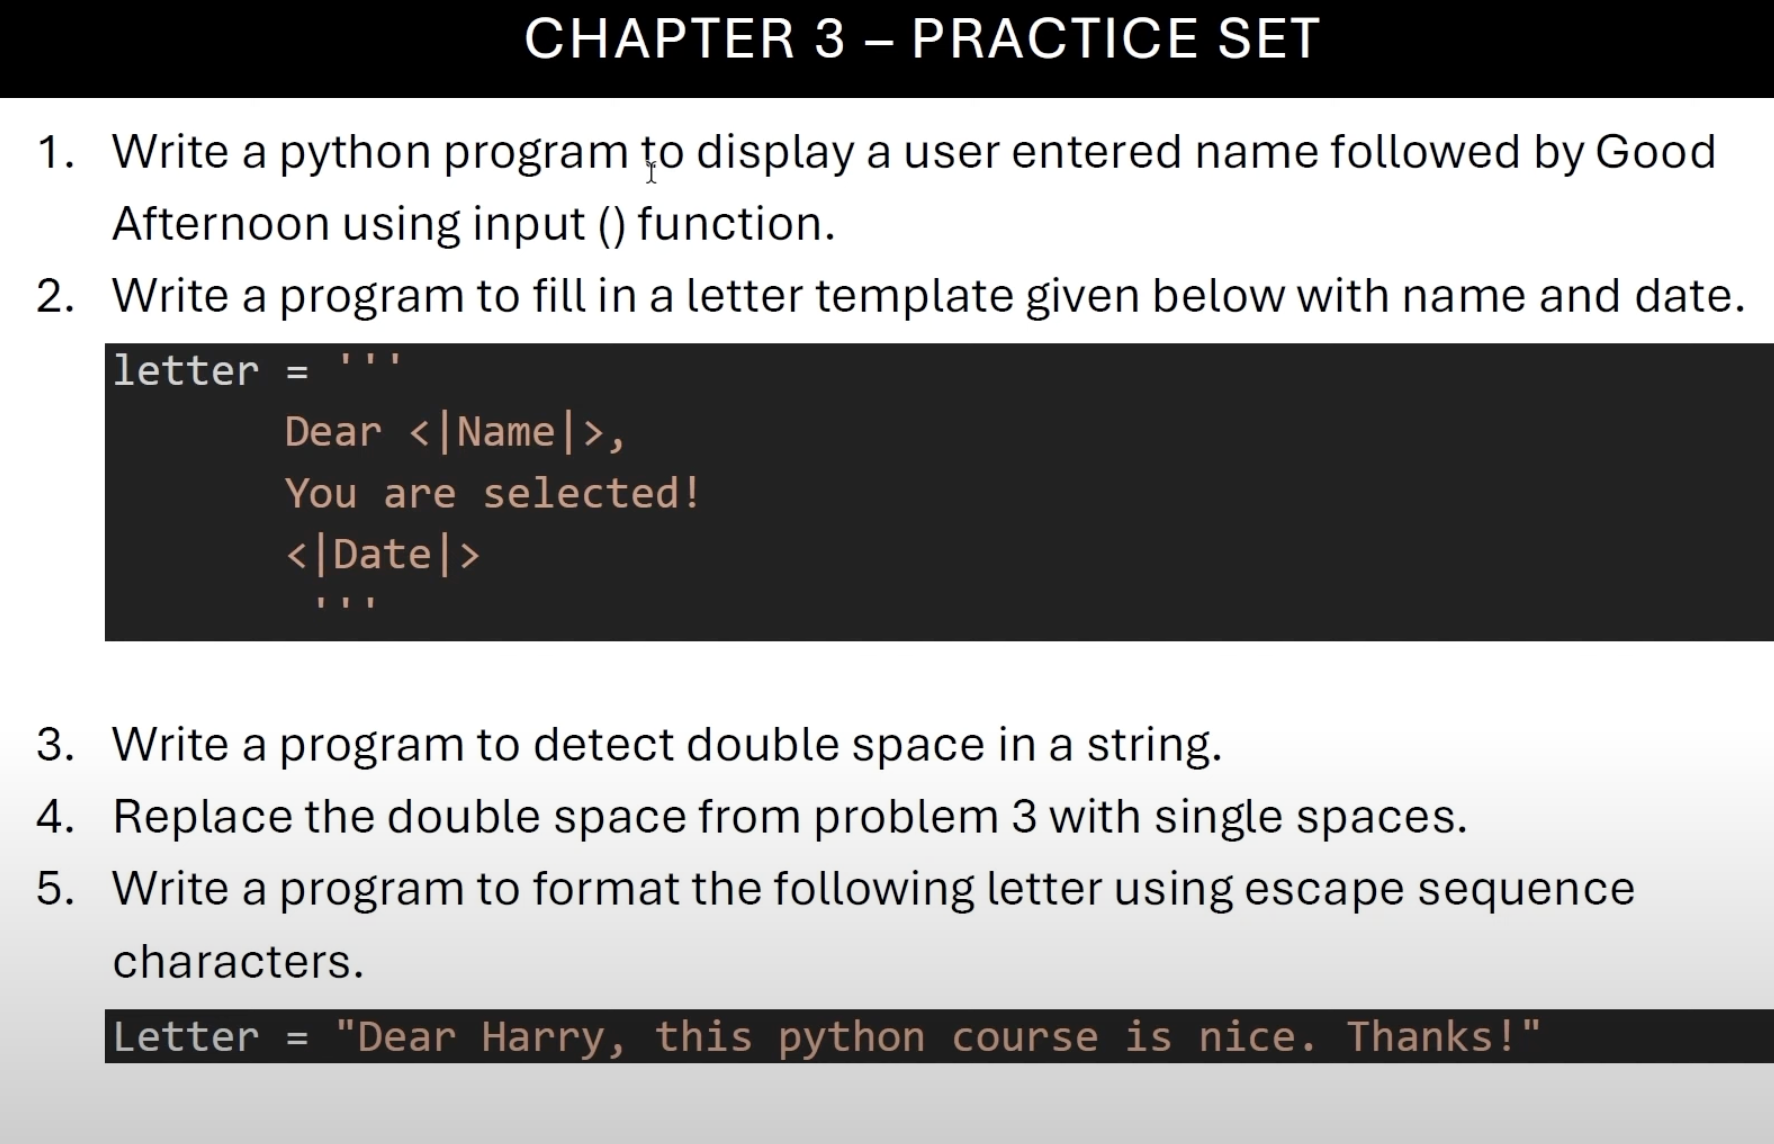 CHAPTER 3 – PRACTICE SET
1. Write a python program to display a user entered name followed by Good
Afternoon using input () function.
2. Write a program to fill in a letter template given below with name and date.
letter = '''
Dear <|Name|>,
You are selected!
<|Date|>
'''
3. Write a program to detect double space in a string.
4. Replace the double space from problem 3 with single spaces.
5. Write a program to format the following letter using escape sequence
characters.
Letter = "Dear Harry, this python course is nice. Thanks!"